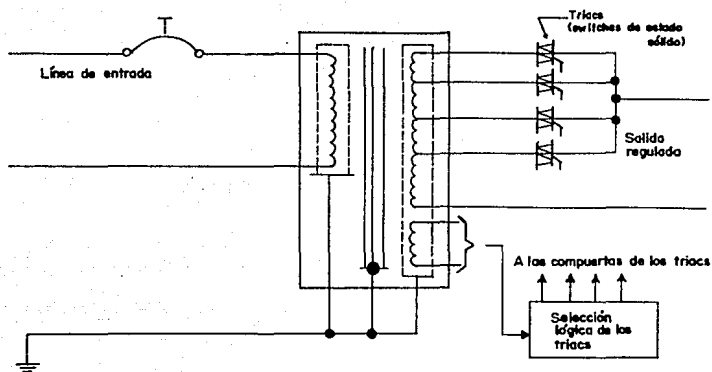 Triacs
(switches de estado
sólido)
Línea de entrada
Salida
regulada
A las compuertas de los triacs
Selección
lógica de los
triacs